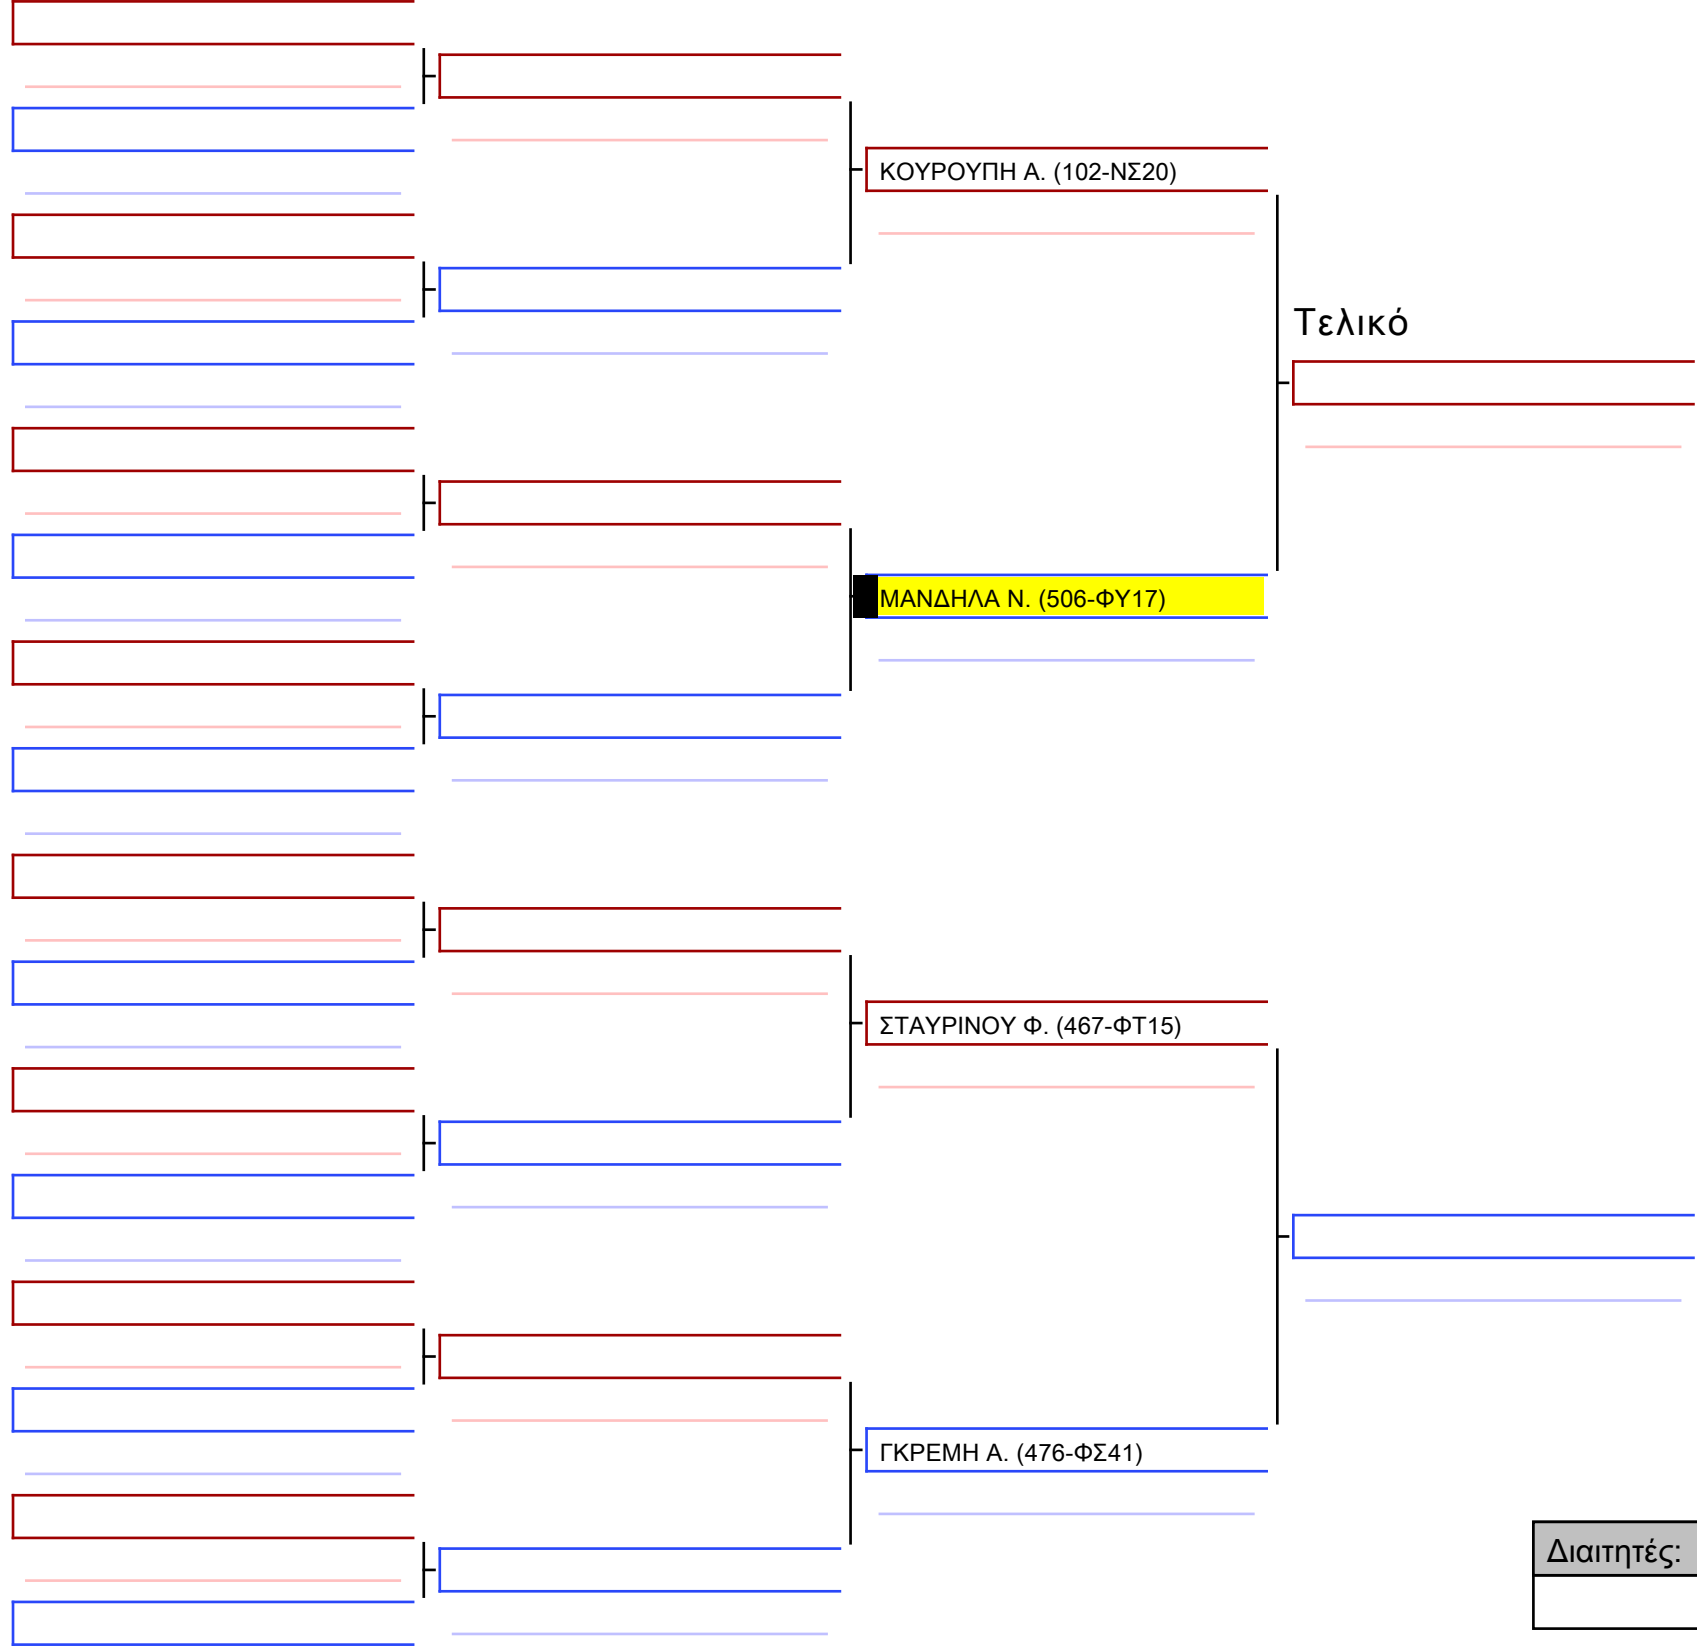 ΚΟΥΡΟΥΠΗ Α. (102-ΝΣ20)
Τελικό
ΜΑΝΔΗΛΑ Ν. (506-ΦΥ17)
ΣΤΑΥΡΙΝΟΥ Φ. (467-ΦΤ15)
ΓΚΡΕΜΗ Α. (476-ΦΣ41)
Διαιτητές: